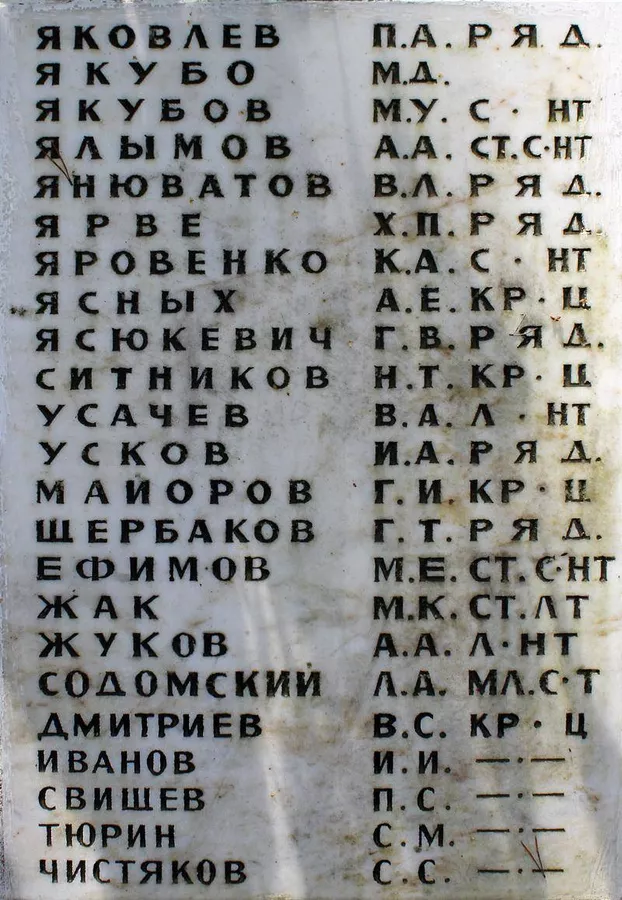 ЯКОВЛЕВ П.А. РЯД.
ЯКУБО М.Д.
ЯКУБОВ М.У. С·НТ
ЯЛЫМОВ А.А. СТ.С·НТ
ЯНЮВАТОВ В.Л. РЯД.
ЯРВЕ Х.П. РЯД.
ЯРОВЕНКО К.А. С·НТ
ЯСНЫХ А.Е. КР·Ц
ЯСЮКЕВИЧ Г.В. РЯД.
СИТНИКОВ Н.Т. КР·Ц
УСАЧЕВ В.А. Л·НТ
УСКОВ И.А. РЯД.
МАЙОРОВ Г.И. КР·Ц
ЩЕРБАКОВ Г.Т. РЯД.
ЕФИМОВ М.Е. СТ.С·НТ
ЖАК М.К. СТ.ЛТ
ЖУКОВ А.А. Л·НТ
СОДОМСКИЙ Л.А. МЛ.С·Т
ДМИТРИЕВ В.С. КР·Ц
ИВАНОВ И.И. —·—
СВИЩЕВ П.С. —·—
ТЮРИН С.М. —·—
ЧИСТЯКОВ С.С. —·—